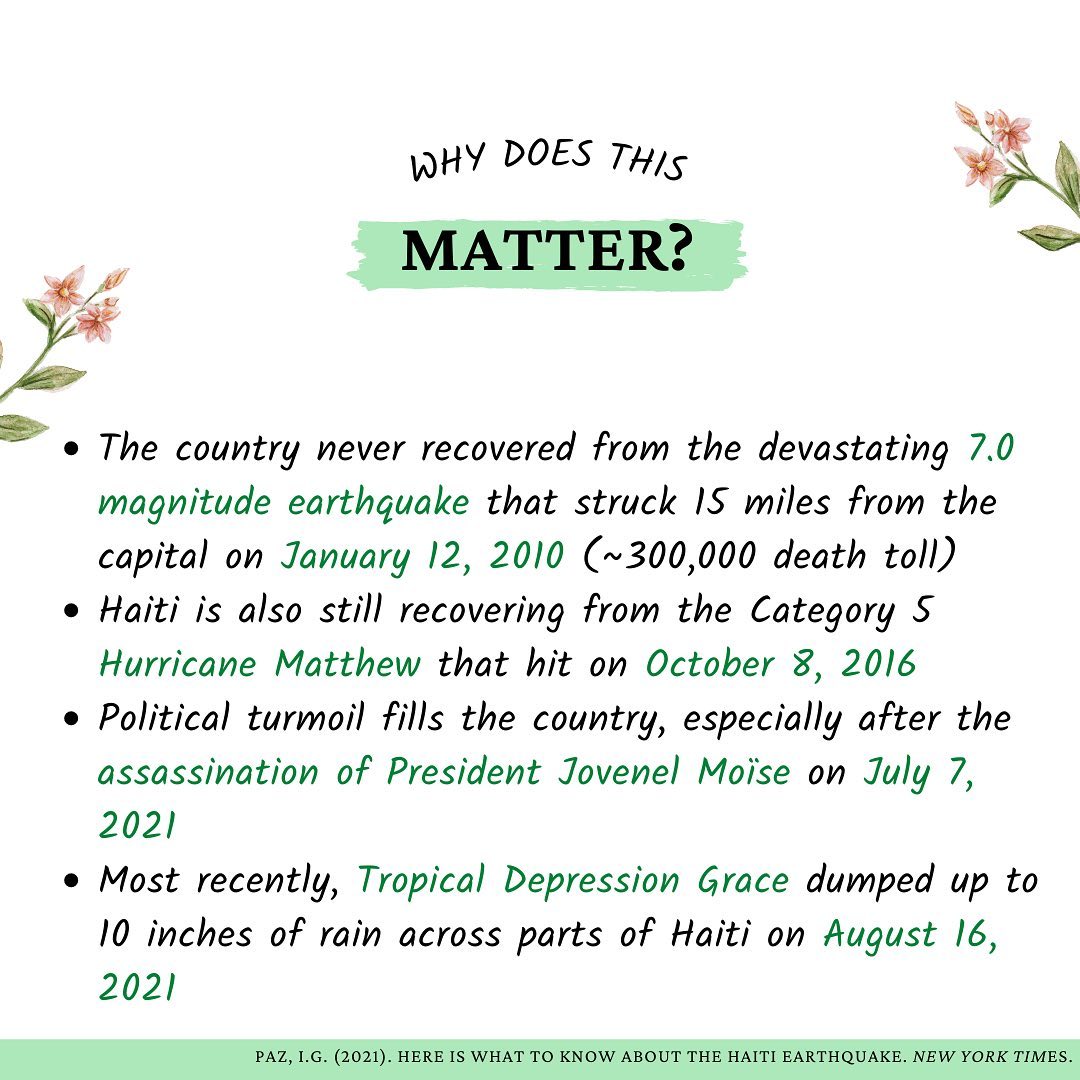 WHY DOES THIS
MATTER?
• The country never recovered from the devastating 7.0
magnitude earthquake that struck 15 miles from the
capital on January 12, 2010 (~300,000 death toll)
• Haiti is also still recovering from the Category 5
Hurricane Matthew that hit on October 8, 2016
• Political turmoil fills the country, especially after the
assassination of President Jovenel Moïse on July 7,
2021
• Most recently, Tropical Depression Grace dumped up to
10 inches of rain across parts of Haiti on August 16,
2021
PAZ, I.G. (2021). HERE IS WHAT TO KNOW ABOUT THE HAITI EARTHQUAKE. NEW YORK TIMES.